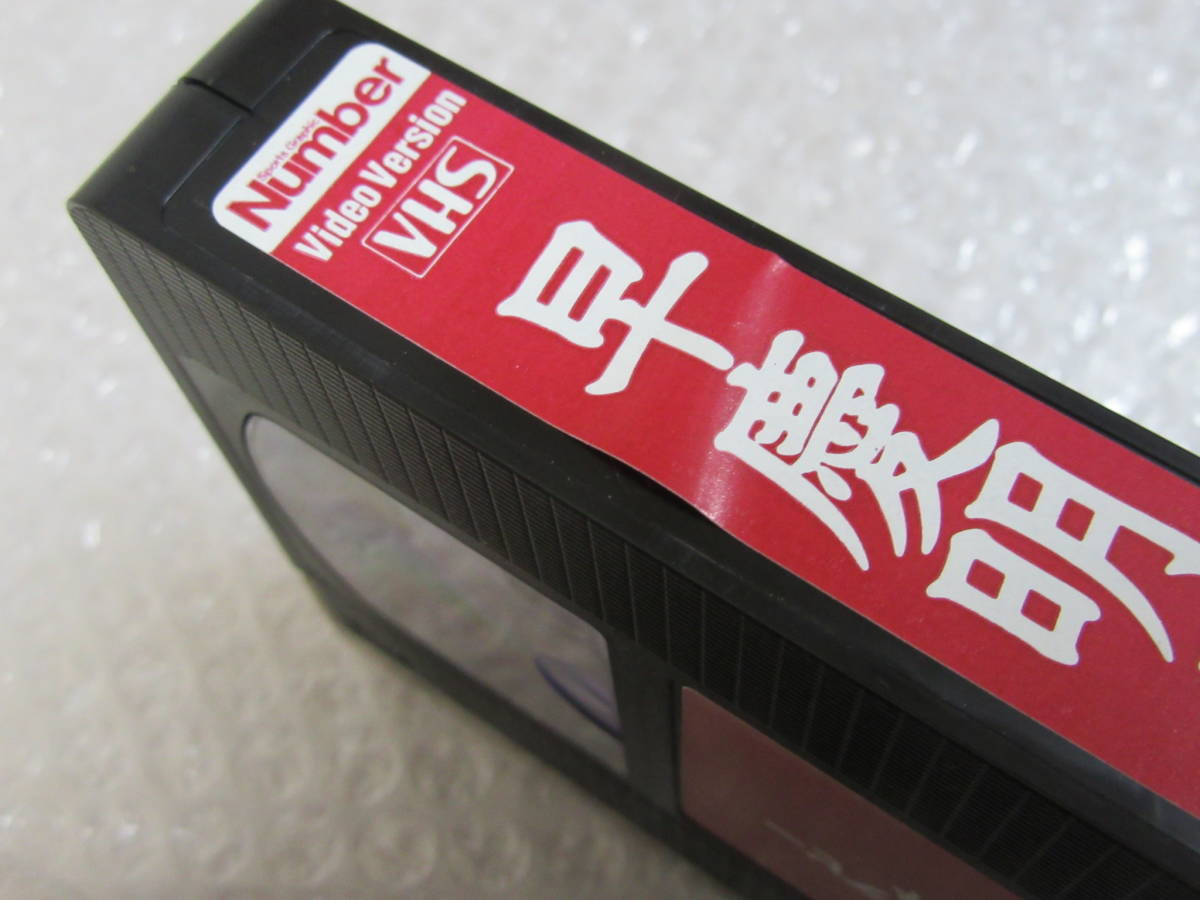 Sports Graphic
Number
Video Version
VHS
早慶明